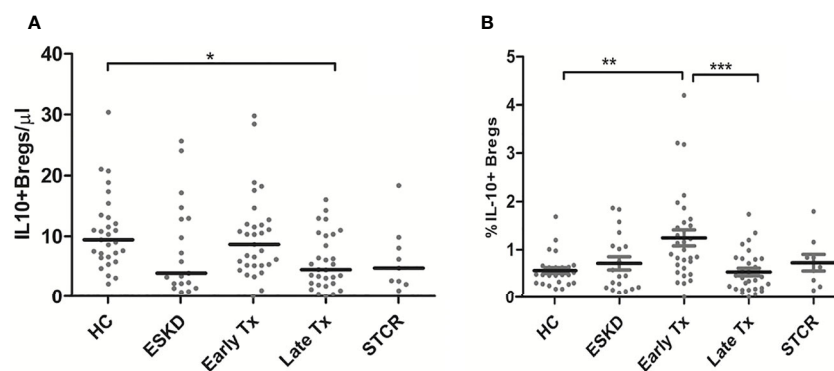 A
IL10+Bregs/µl
40
30
20
10
0
*
HC
ESKD
Early Tx
Late Tx
STCR
B
%IL-10+ Bregs
5
4
3
2
1
0
**
***
HC
ESKD
Early Tx
Late Tx
STCR